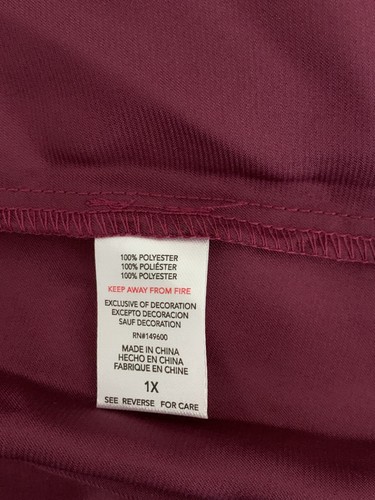 100% POLYESTER
100% POLIÉSTER
100% POLYESTER
KEEP AWAY FROM FIRE
EXCLUSIVE OF DECORATION
EXCEPTO DECORACION
SAUF DECORATION
RN#149600
MADE IN CHINA
HECHO EN CHINA
FABRIQUE EN CHINE
1X
SEE REVERSE FOR CARE